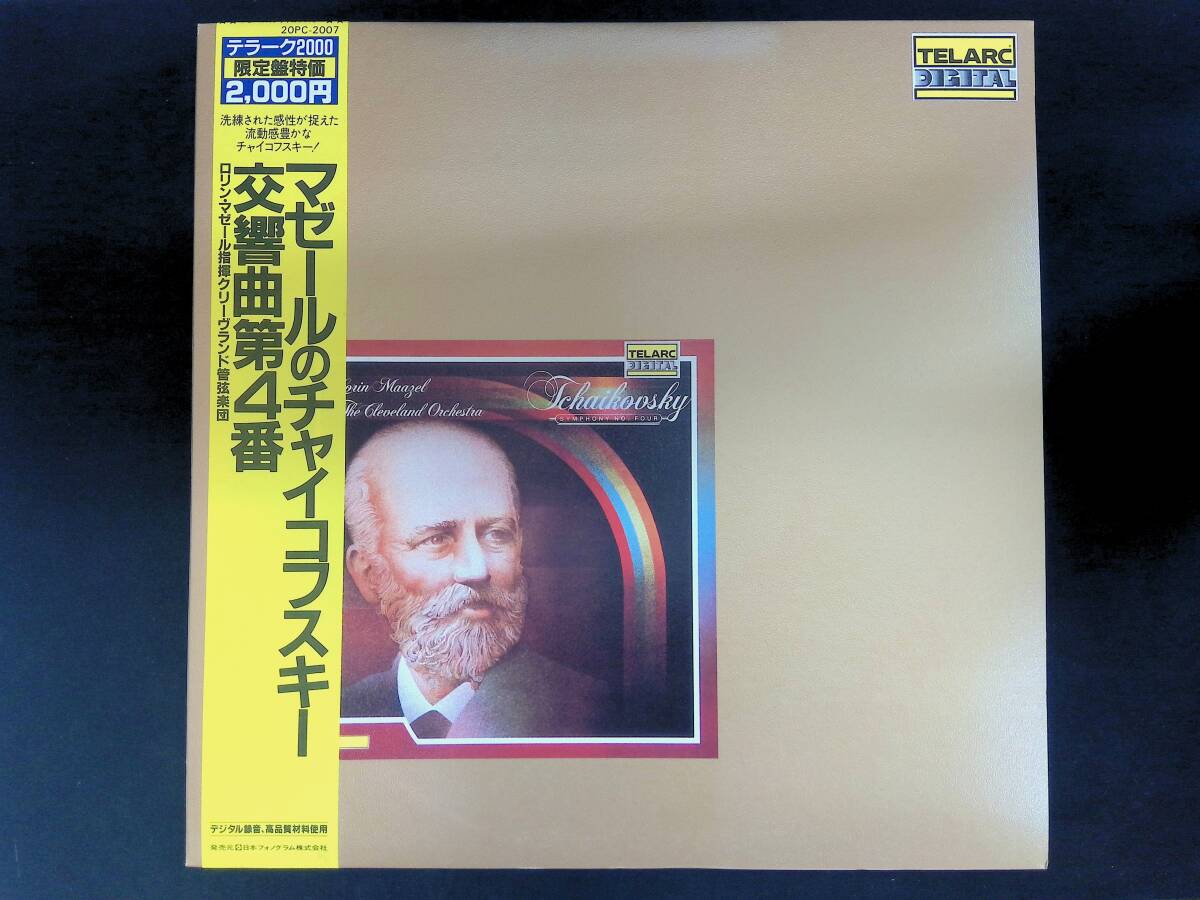 20PC-2007
テラーク2000
限定盤特価
2,000円
洗練された感性が捉えた
流動感豊かな
チャイコフスキー!
マゼールのチャイコフスキー
交響曲第4番
ロリン・マゼール指揮クリーヴランド管弦楽団
デジタル録音、高品質材料使用
発売元 日本フォノグラム株式会社
TELARC
DIGITAL
TELARC
DIGITAL
orin Maazel
The Cleveland Orchestra
Tchaikovsky
SYMPHONY NO. FOUR